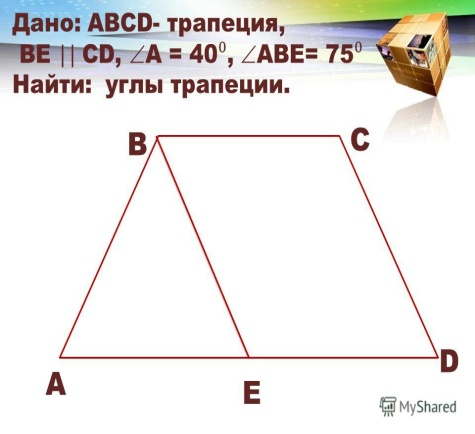 Дано: ABCD- трапеция,
BE || CD, ∠A = 40⁰, ∠ABE= 75⁰
Найти: углы трапеции.
B
C
A
E
D
MyShared